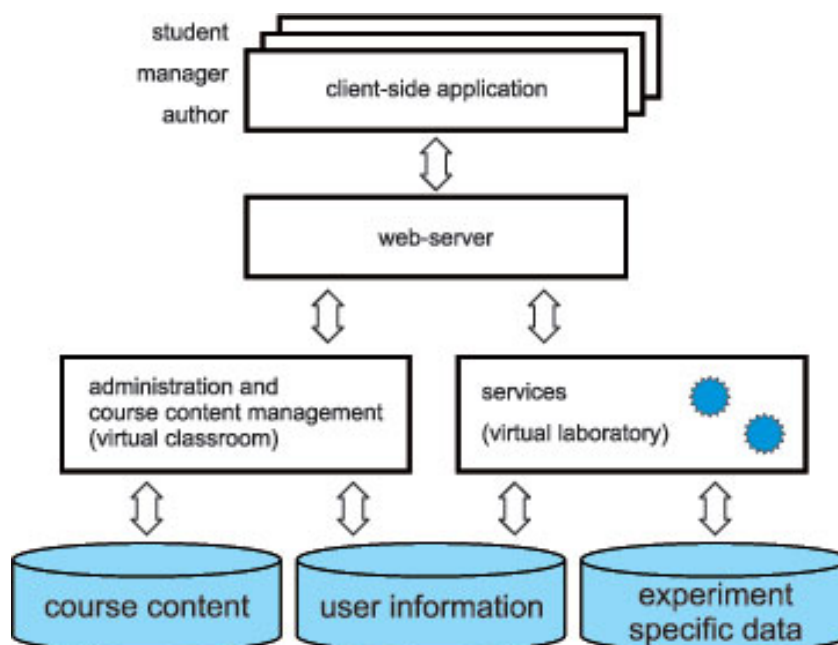 student
manager
author
client-side application
web-server
administration and
course content management
(virtual classroom)
services
(virtual laboratory)
course content
user information
experiment
specific data